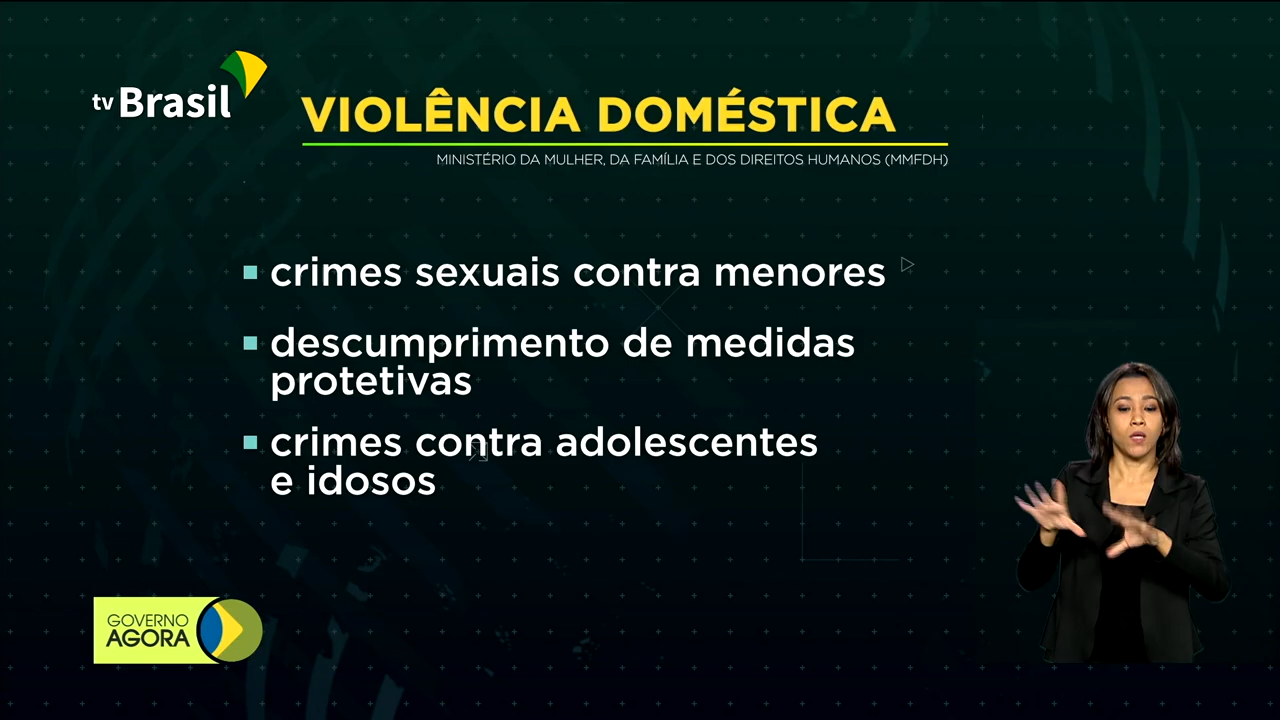 tv Brasil
VIOLÊNCIA DOMÉSTICA
MINISTÉRIO DA MULHER, DA FAMÍLIA E DOS DIREITOS HUMANOS (MMFDH)
crimes sexuais contra menores
descumprimento de medidas
protetivas
crimes contra adolescentes
e idosos
GOVERNO
AGORA